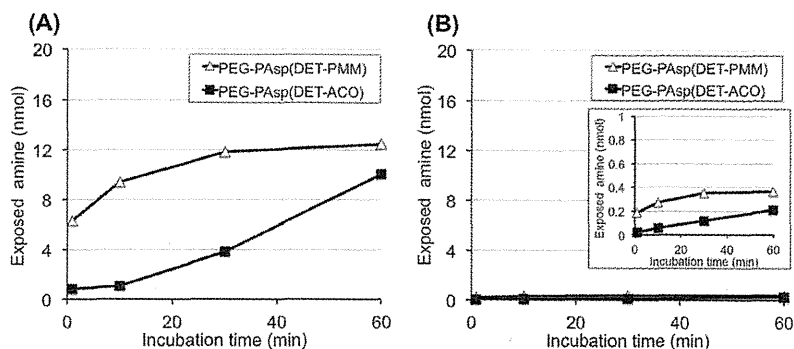 (A)
20
16
12
8
4
0
Exposed amine (nmol)
PEG-PAsp(DET-PMM)
PEG-PAsp(DET-ACO)
0 20 40 60
Incubation time (min)
(B)
20
16
12
8
4
0
Exposed amine (nmol)
PEG-PAsp(DET-PMM)
PEG-PAsp(DET-ACO)
1
0.8
0.6
0.4
0.2
0
Exposed amine (nmol)
0 20 40 60
Incubation time (min)
0 20 40 60
Incubation time (min)